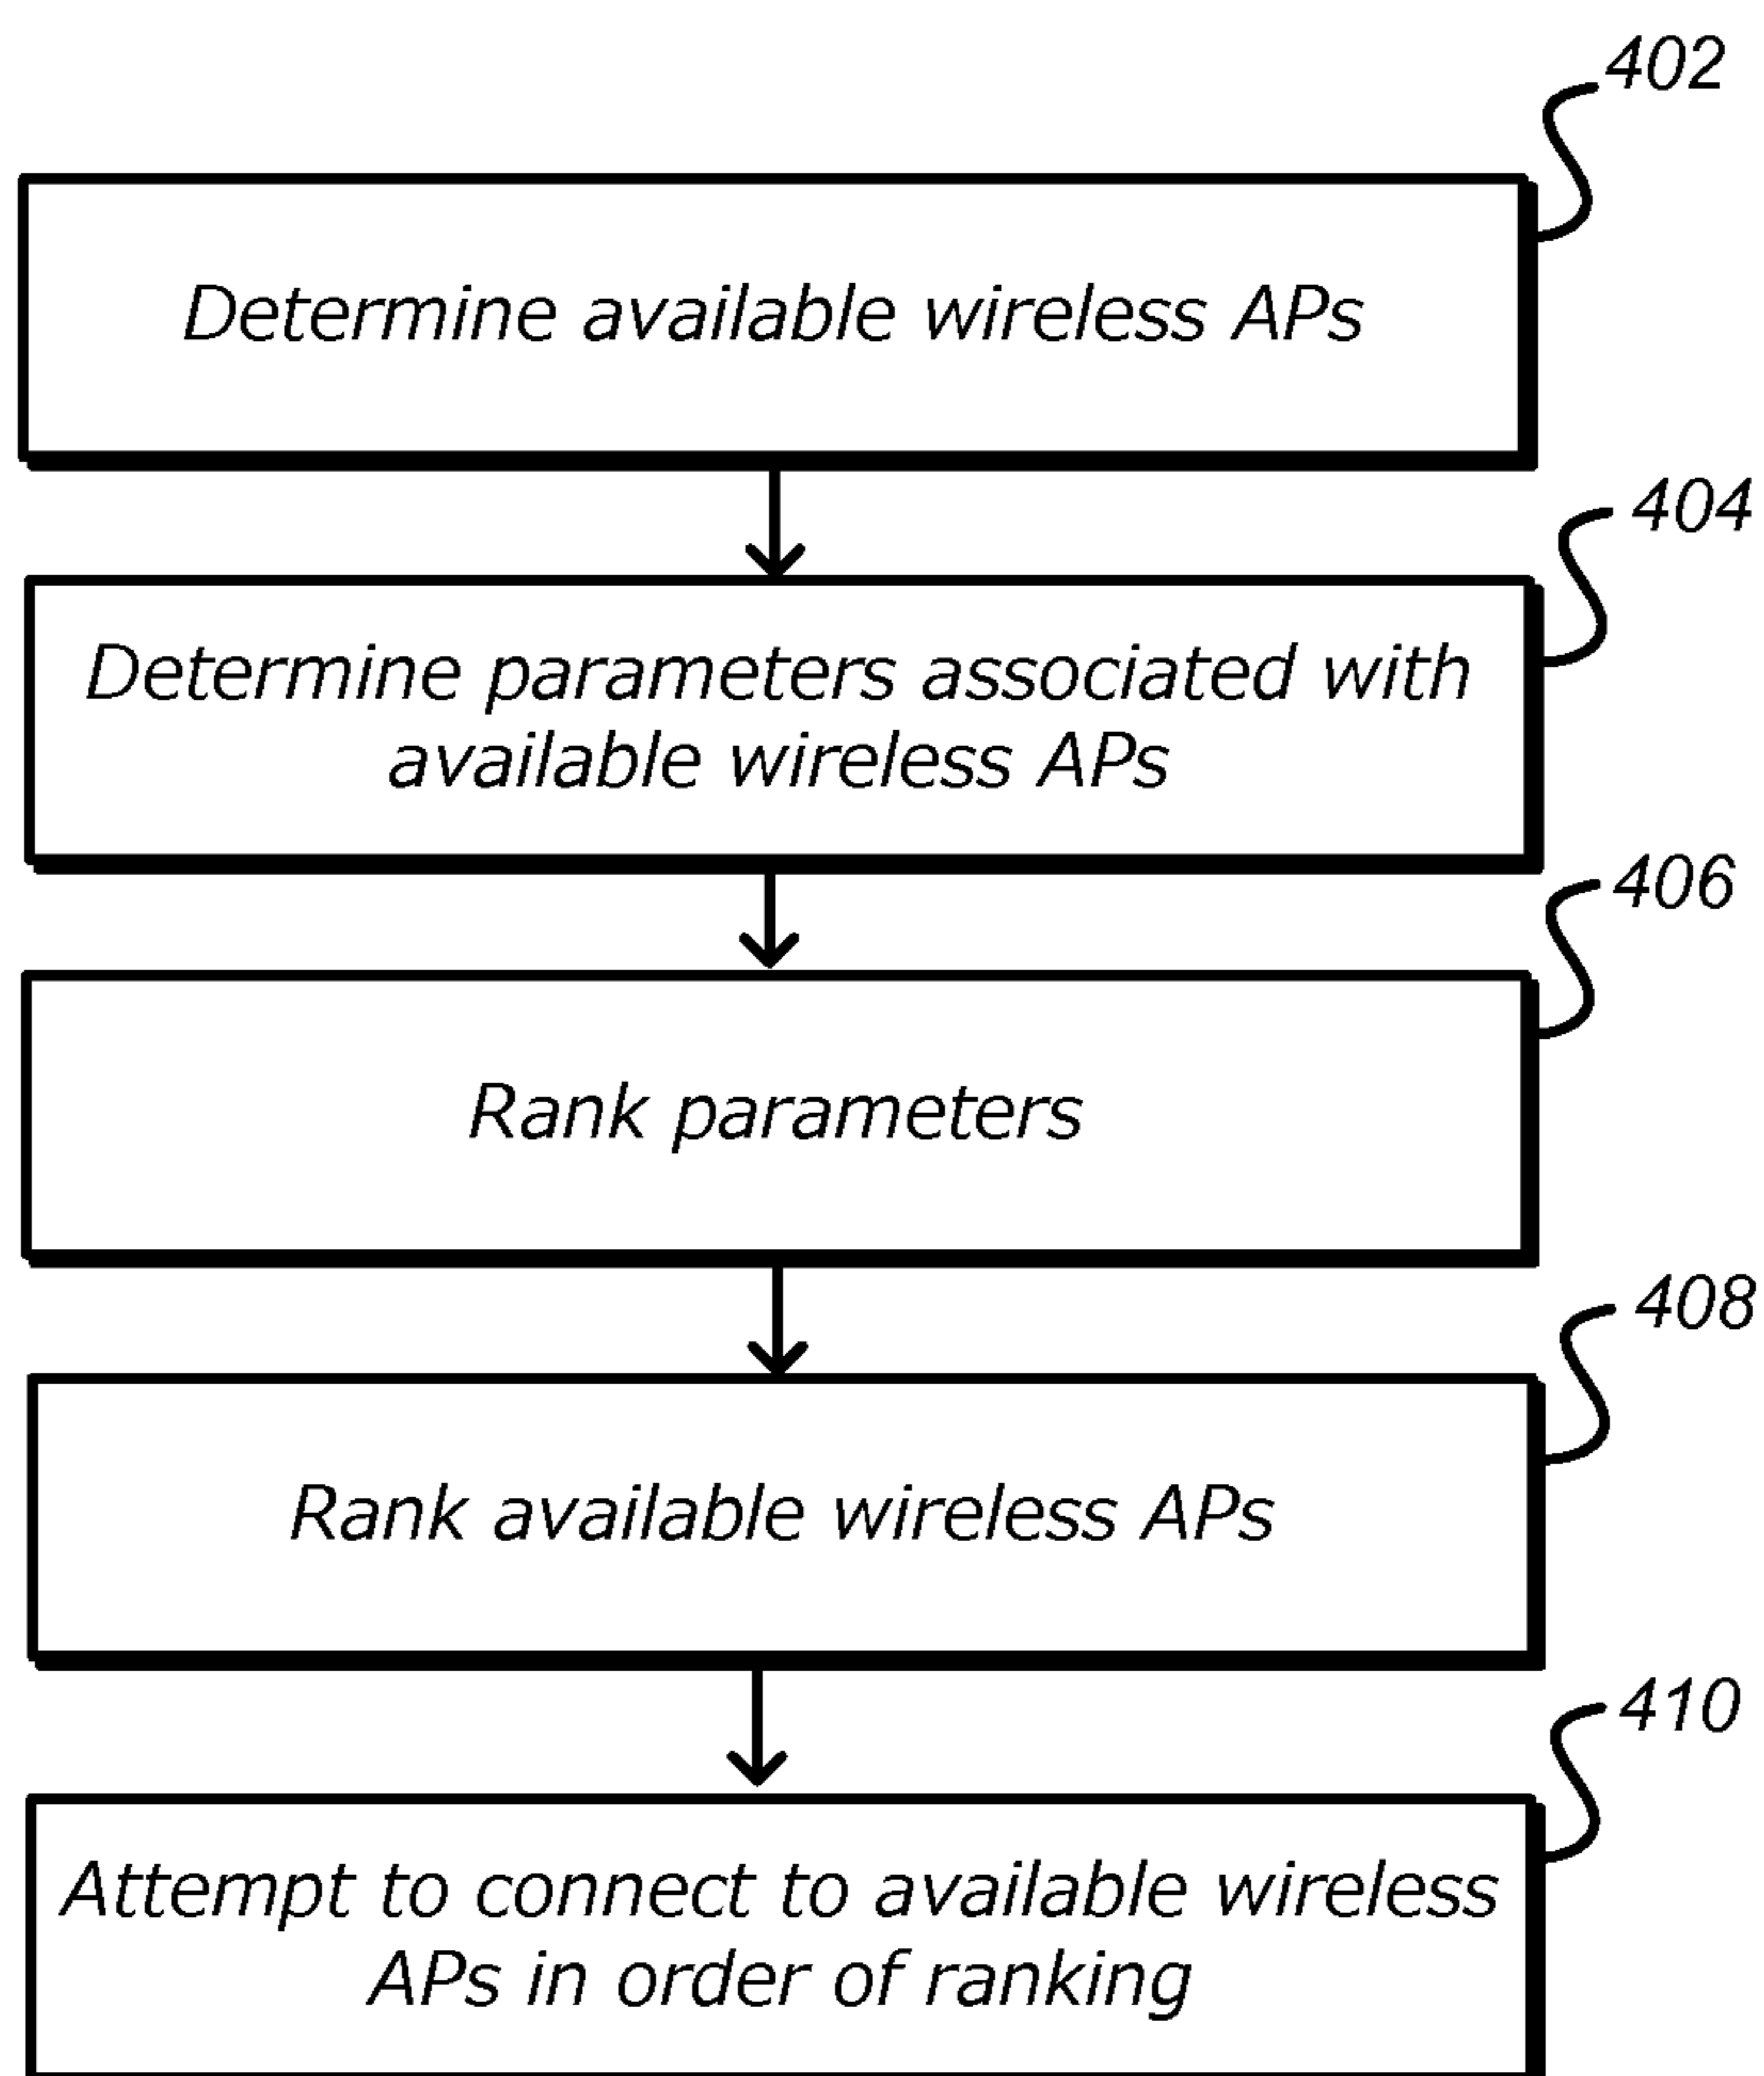 402
Determine available wireless APs
404
Determine parameters associated with
available wireless APs
406
Rank parameters
408
Rank available wireless APs
410
Attempt to connect to available wireless
APs in order of ranking